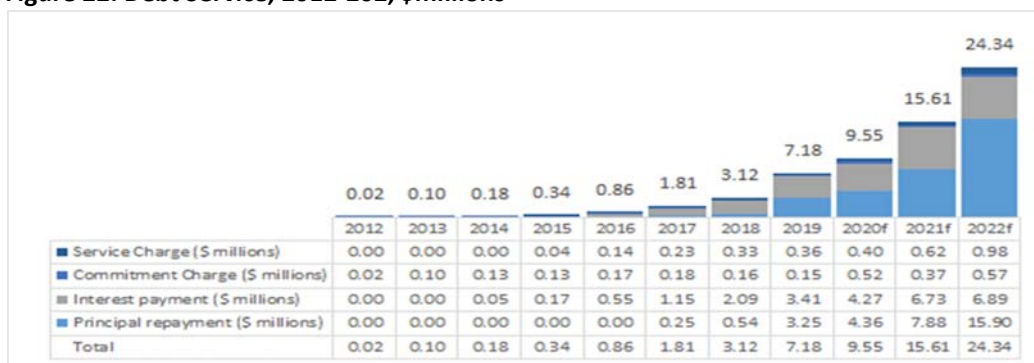 24.34
15.61
9.55
7.18
3.12
1.81
0.86
0.34
0.18
0.10
0.02
2012 2013 2014 2015 2016 2017 2018 2019 2020f 2021f 2022f
Service Charge ($ millions) 0.00 0.00 0.00 0.04 0.14 0.23 0.33 0.36 0.40 0.62 0.98
Commitment Charge ($ millions) 0.02 0.10 0.13 0.13 0.17 0.18 0.16 0.15 0.52 0.37 0.57
Interest payment ($ millions) 0.00 0.00 0.05 0.17 0.55 1.15 2.09 3.41 4.27 6.73 6.89
Principal repayment ($ millions) 0.00 0.00 0.00 0.00 0.00 0.25 0.54 3.25 4.36 7.88 15.90
Total 0.02 0.10 0.18 0.34 0.86 1.81 3.12 7.18 9.55 15.61 24.34